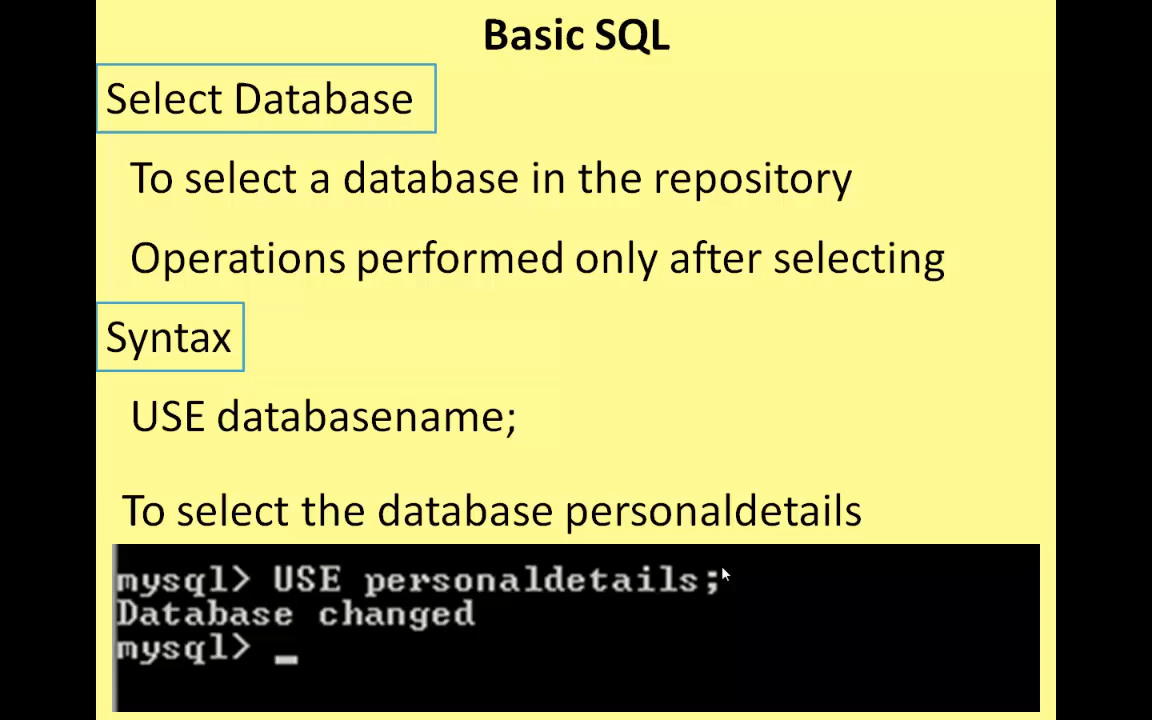 Basic SQL
Select Database
To select a database in the repository
Operations performed only after selecting
Syntax
USE databasename;
To select the database personaldetails
mysql> USE personaldetails;
Database changed
mysql> _